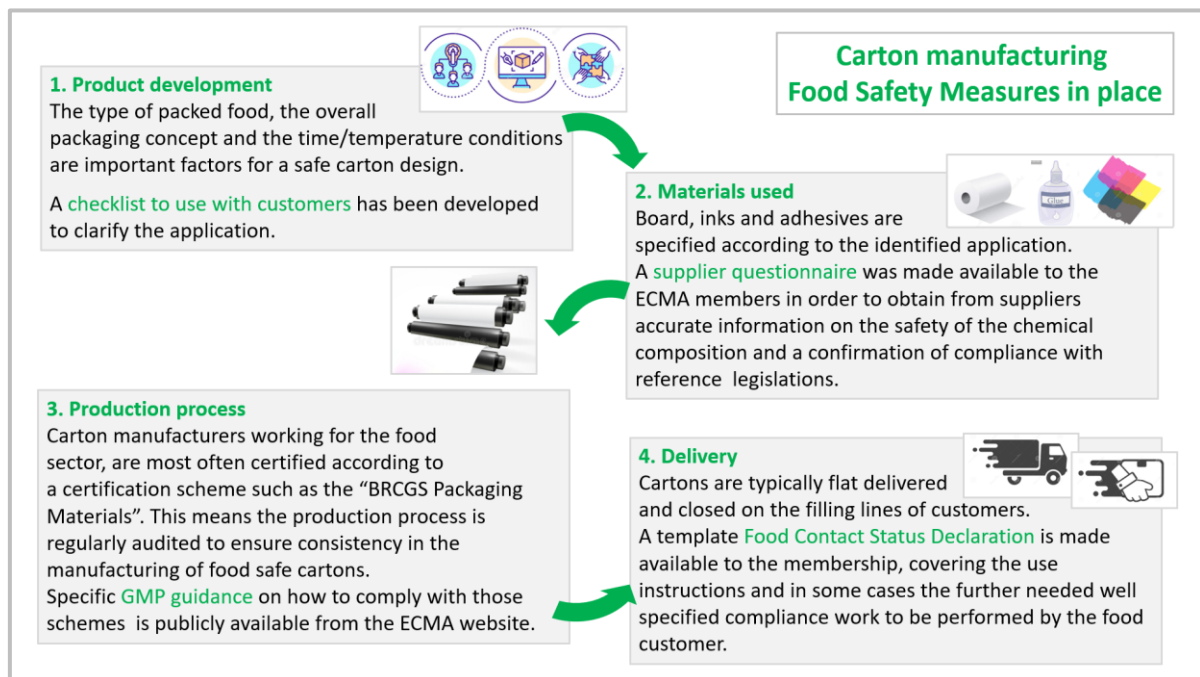 Carton manufacturing
Food Safety Measures in place
1. Product development
The type of packed food, the overall
packaging concept and the time/temperature conditions
are important factors for a safe carton design.
A checklist to use with customers has been developed
to clarify the application.
2. Materials used
Board, inks and adhesives are
specified according to the identified application.
A supplier questionnaire was made available to the
ECMA members in order to obtain from suppliers
accurate information on the safety of the chemical
composition and a confirmation of compliance with
reference  legislations.
Glue
3. Production process
Carton manufacturers working for the food
sector, are most often certified according to
a certification scheme such as the “BRCGS Packaging
Materials”. This means the production process is
regularly audited to ensure consistency in the
manufacturing of food safe cartons.
Specific GMP guidance on how to comply with those
schemes  is publicly available from the ECMA website.
4. Delivery
Cartons are typically flat delivered
and closed on the filling lines of customers.
A template Food Contact Status Declaration is made
available to the membership, covering the use
instructions and in some cases the further needed well
specified compliance work to be performed by the food
customer.